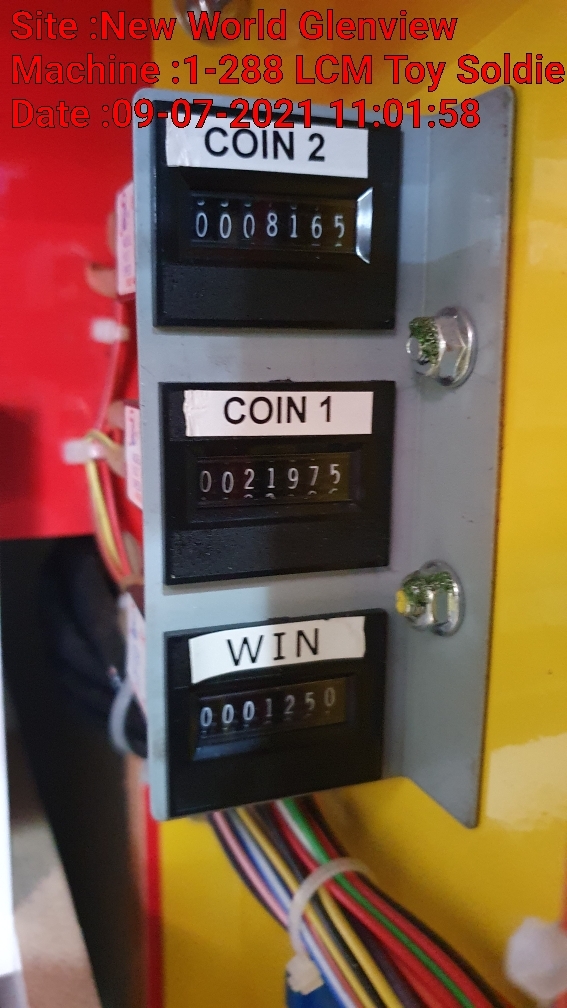 Site :New World Glenview
Machine :1-288 LCM Toy Soldie
Date :09-07-2021 11:01:58
COIN 2
0008165
COIN 1
0021975
WIN
0001250